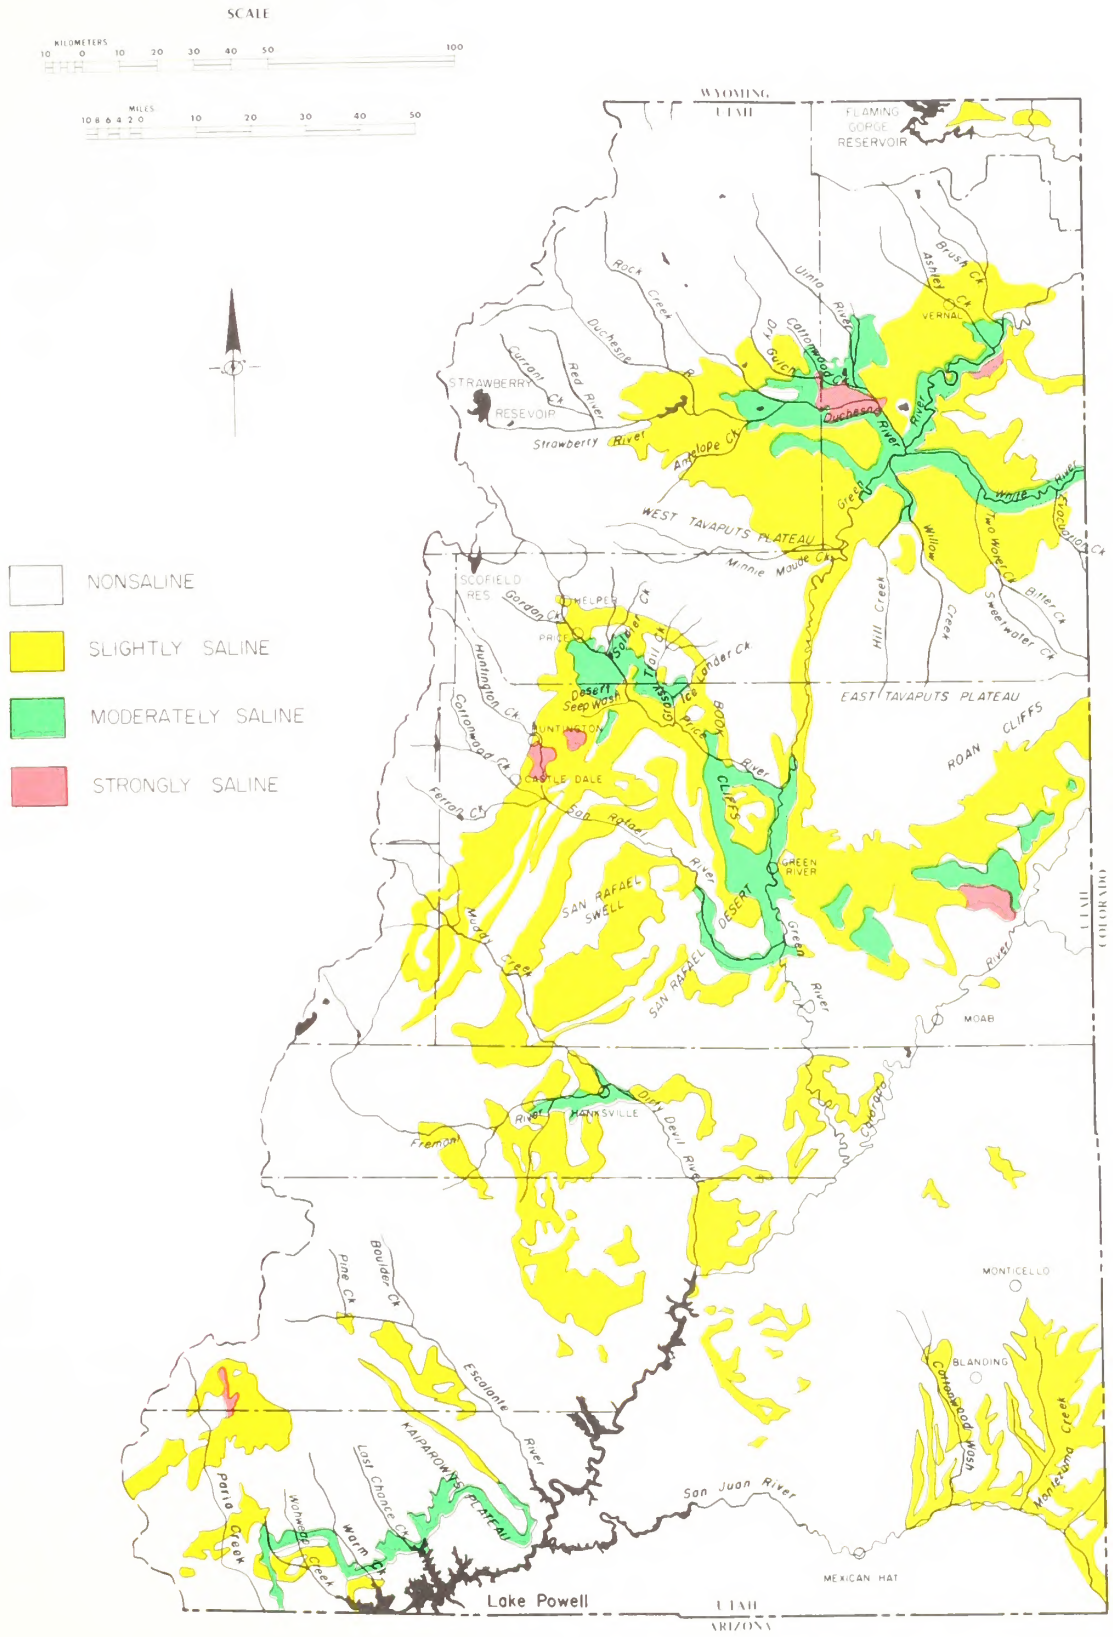 SCALE
KILOMETERS
10 0 10 20 30 40 50 100
MILES
10 8 6 4 2 0 10 20 30 40 50
WYOMING
UTAH
FLAMING
GORGE
RESERVOIR
Rock Creek
Duchesne R
Currant Ck
Red River
STRAWBERRY
RESEVOIR
Strawberry River
Uinta River
Dry Gulch
Cottonwood Ck
Brush Ck
Ashley Ck
VERNAL
Duchesne River
Antelope Ck
Green River
White River
Evacuation Ck
WEST TAVAPUTS PLATEAU
Minnie Maude Ck
Willow Creek
Hill Creek
Two Water Ck
Bitter Ck
Sweetwater Ck
EAST TAVAPUTS PLATEAU
ROAN CLIFFS
NONSALINE
SLIGHTLY SALINE
MODERATELY SALINE
STRONGLY SALINE
SCOFIELD
RES.
Gordon Ck
HELPER
PRICE
Soldier Ck
Trail Ck
Grassy
Ice
Lander Ck
Desert
Seep Wash
Huntington Ck
Cottonwood Ck
HUNTINGTON
CASTLE DALE
Ferron Ck
Price River
BOOK CLIFFS
San Rafael River
GREEN
RIVER
SAN RAFAEL
SWELL
SAN RAFAEL DESERT
Muddy Creek
Green River
River
UTAH
COLORADO
MOAB
Colorado
HANKSVILLE
Fremont River
Dirty Devil River
Pine Ck
Boulder Ck
MONTICELLO
BLANDING
Cottonwood Wash
Montezuma Creek
Escalante River
KAIPAROWITS PLATEAU
Last Chance Ck
Paria Creek
Wahweap Creek
Warm Ck
San Juan River
MEXICAN HAT
Lake Powell
UTAH
ARIZONA